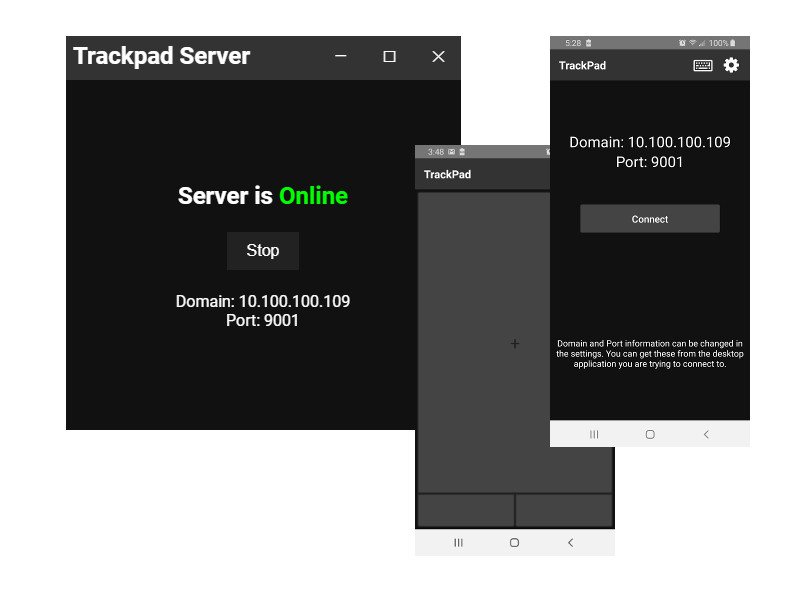 Trackpad Server
Server is Online
Stop
Domain: 10.100.100.109
Port: 9001
3:48
TrackPad
+
5:28
100%
TrackPad
Domain: 10.100.100.109
Port: 9001
Connect
Domain and Port information can be changed in
the settings. You can get these from the desktop
application you are trying to connect to.